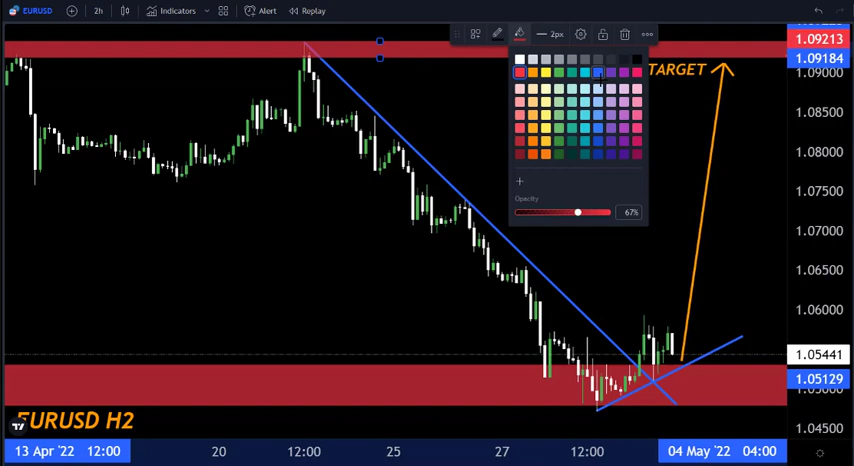 EURUSD 2h Indicators Alert Replay
2px
1.09213
1.09184
TARGET
1.09000
1.08500
1.08000
1.07500
Opacity
67%
1.07000
1.06500
1.06000
1.05441
1.05129
1.05000
EURUSD H2
1.04500
13 Apr '22 12:00 20 12:00 25 27 12:00 04 May '22 04:00